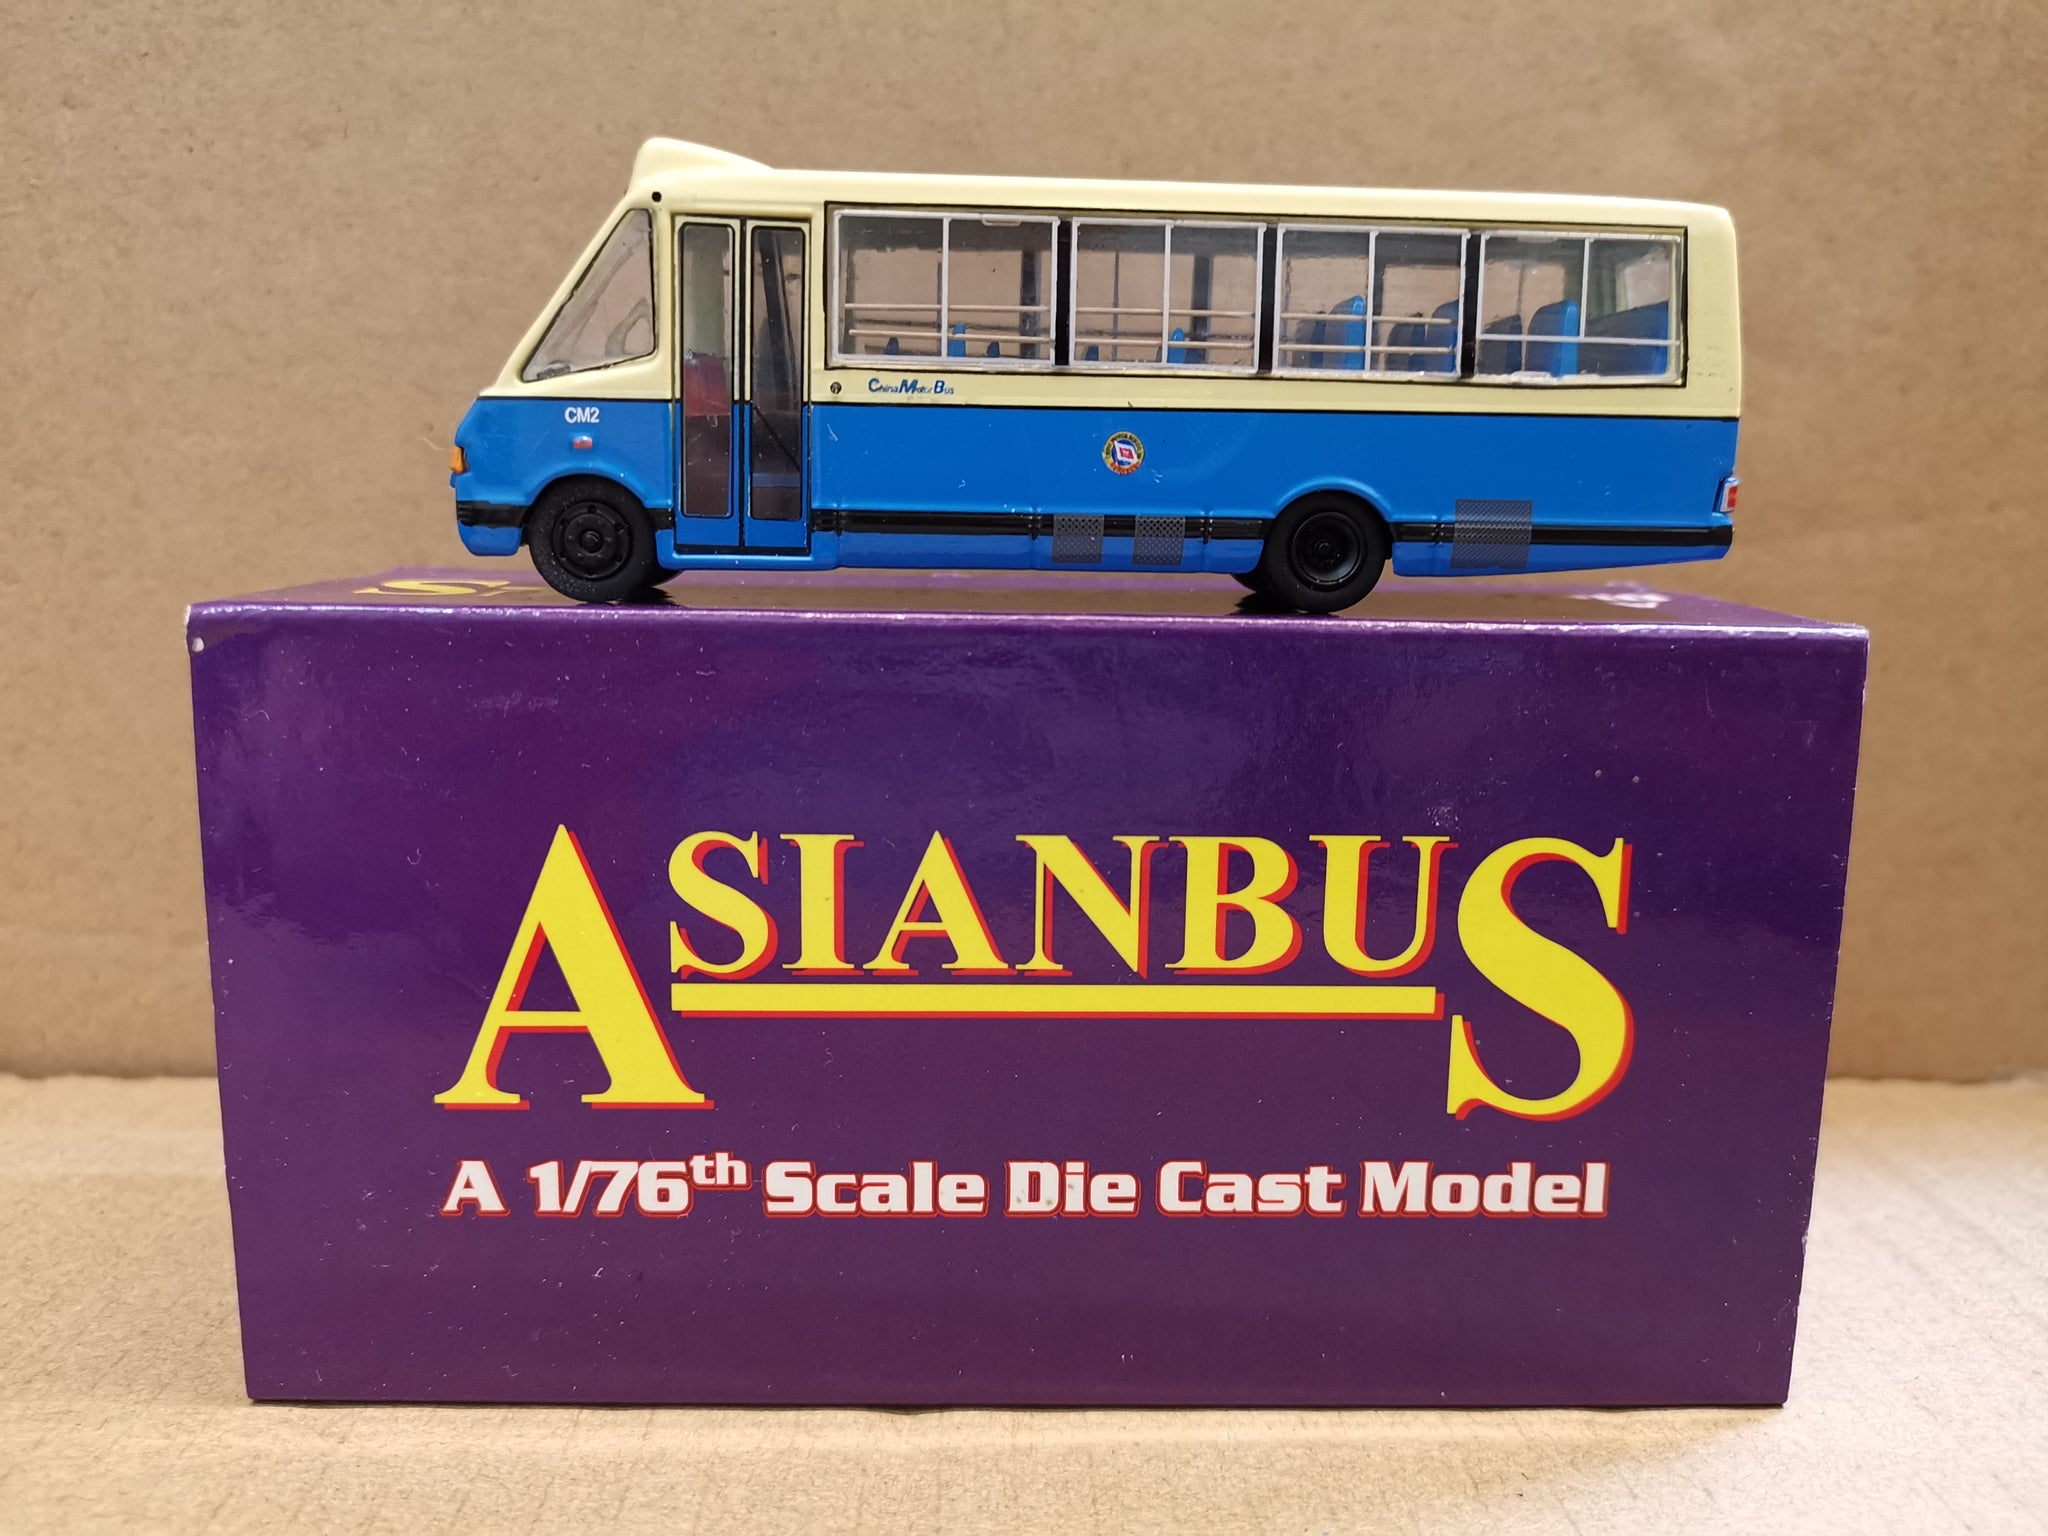 CM2
China Motor Bus
ASIANBUS
A 1/76th Scale Die Cast Model